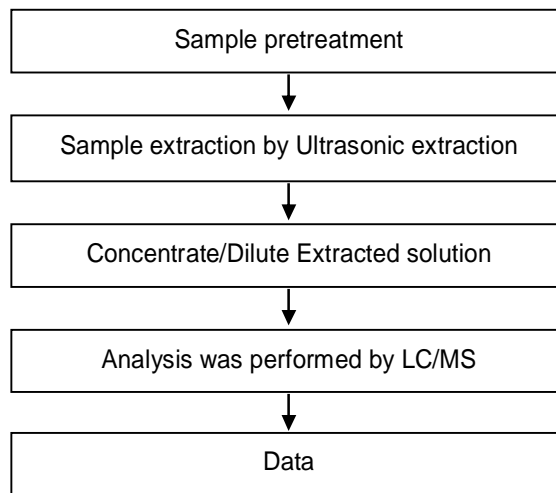 Sample pretreatment
Sample extraction by Ultrasonic extraction
Concentrate/Dilute Extracted solution
Analysis was performed by LC/MS
Data